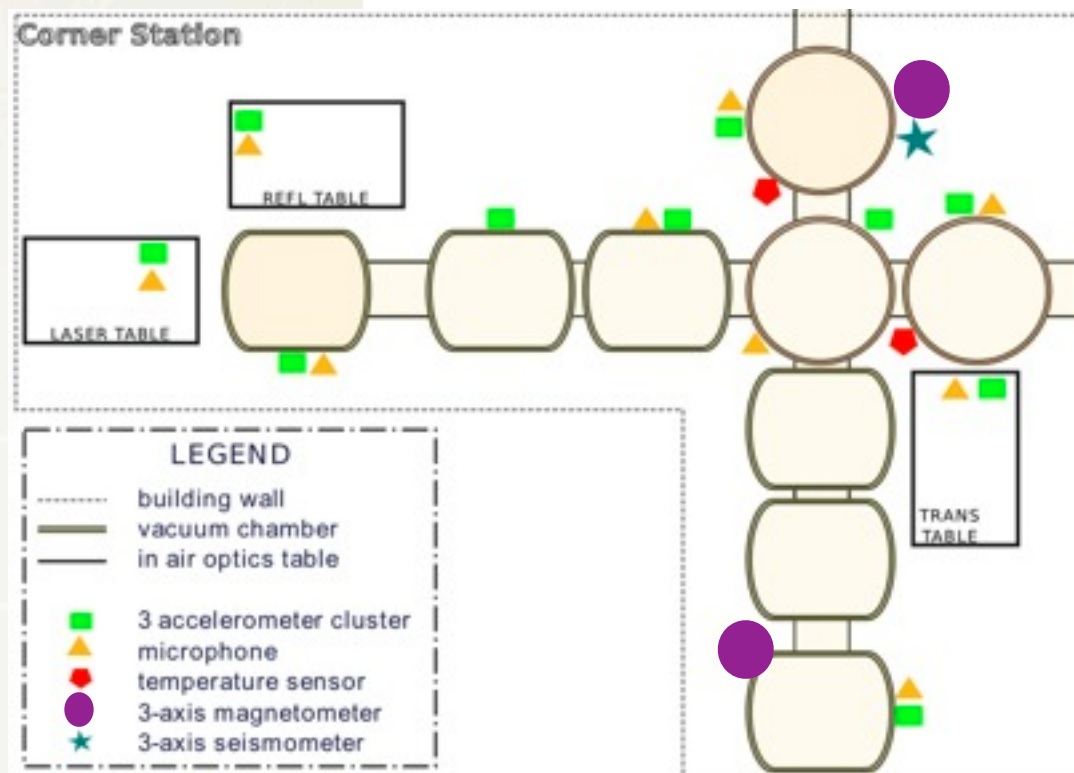 Corner Station
REFL TABLE
LASER TABLE
TRANS
TABLE
LEGEND
building wall
vacuum chamber
in air optics table
3 accelerometer cluster
microphone
temperature sensor
3-axis magnetometer
3-axis seismometer